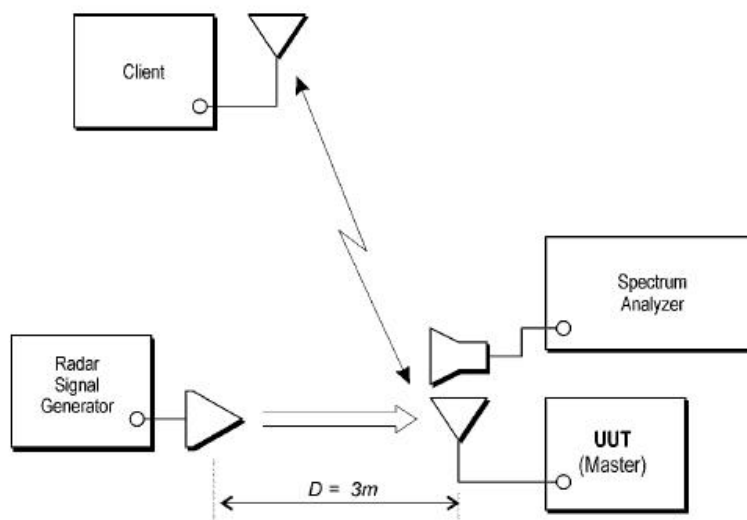 Client
Spectrum
Analyzer
Radar
Signal
Generator
UUT
(Master)
D = 3m